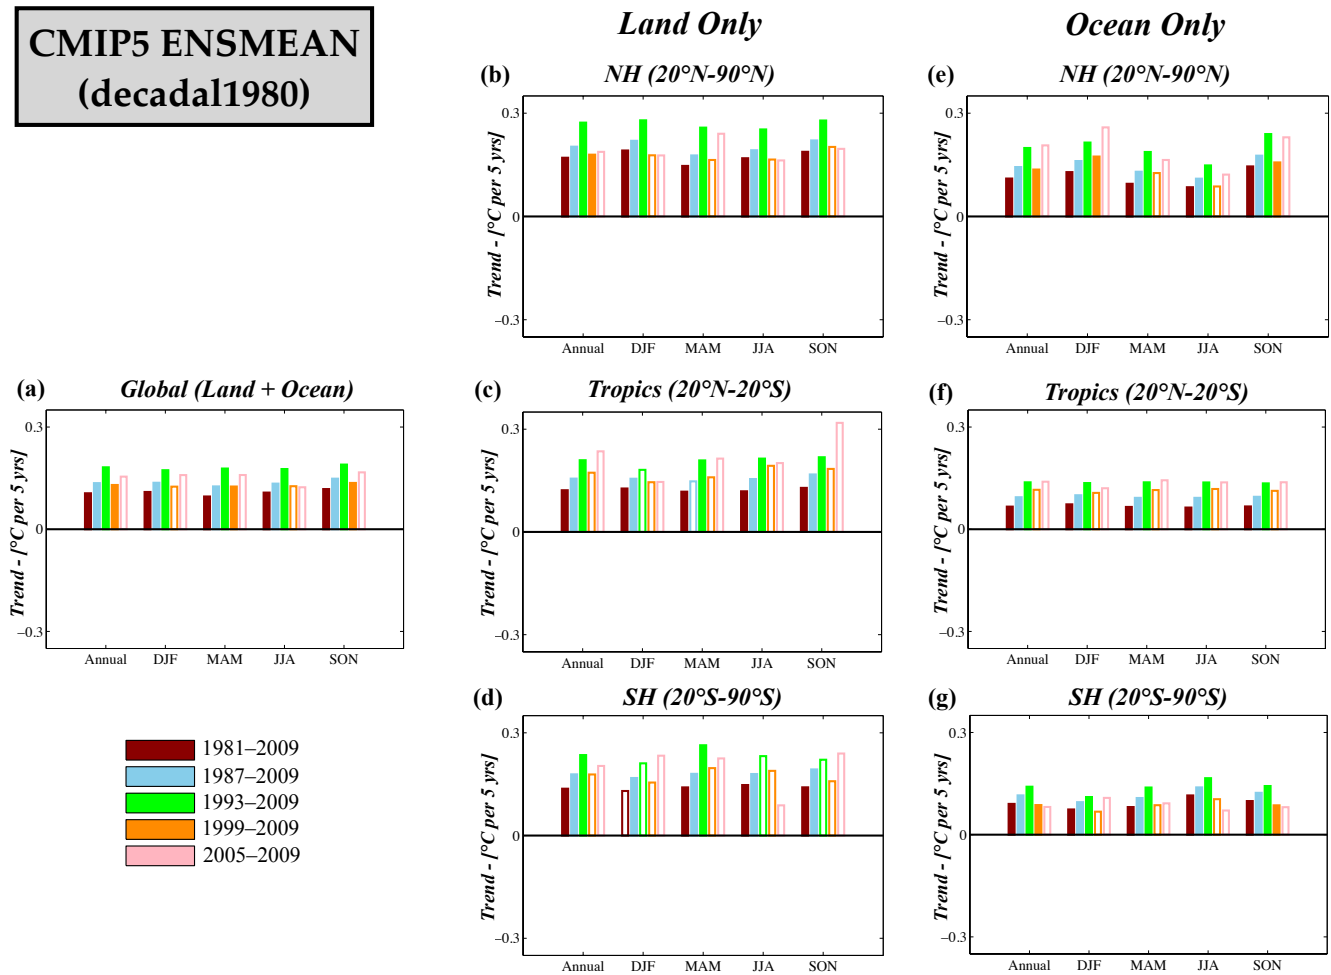 CMIP5 ENSMEAN
(decadal1980)
Land Only
Ocean Only
(b)
NH (20°N-90°N)
Trend - [°C per 5 yrs]
0.3
0
−0.3
Annual DJF MAM JJA SON
(e)
NH (20°N-90°N)
Trend - [°C per 5 yrs]
0.3
0
−0.3
Annual DJF MAM JJA SON
(a)
Global (Land + Ocean)
Trend - [°C per 5 yrs]
0.3
0
−0.3
Annual DJF MAM JJA SON
(c)
Tropics (20°N-20°S)
Trend - [°C per 5 yrs]
0.3
0
−0.3
Annual DJF MAM JJA SON
(f)
Tropics (20°N-20°S)
Trend - [°C per 5 yrs]
0.3
0
−0.3
Annual DJF MAM JJA SON
1981–2009
1987–2009
1993–2009
1999–2009
2005–2009
(d)
SH (20°S-90°S)
Trend - [°C per 5 yrs]
0.3
0
−0.3
Annual DJF MAM JJA SON
(g)
SH (20°S-90°S)
Trend - [°C per 5 yrs]
0.3
0
−0.3
Annual DJF MAM JJA SON